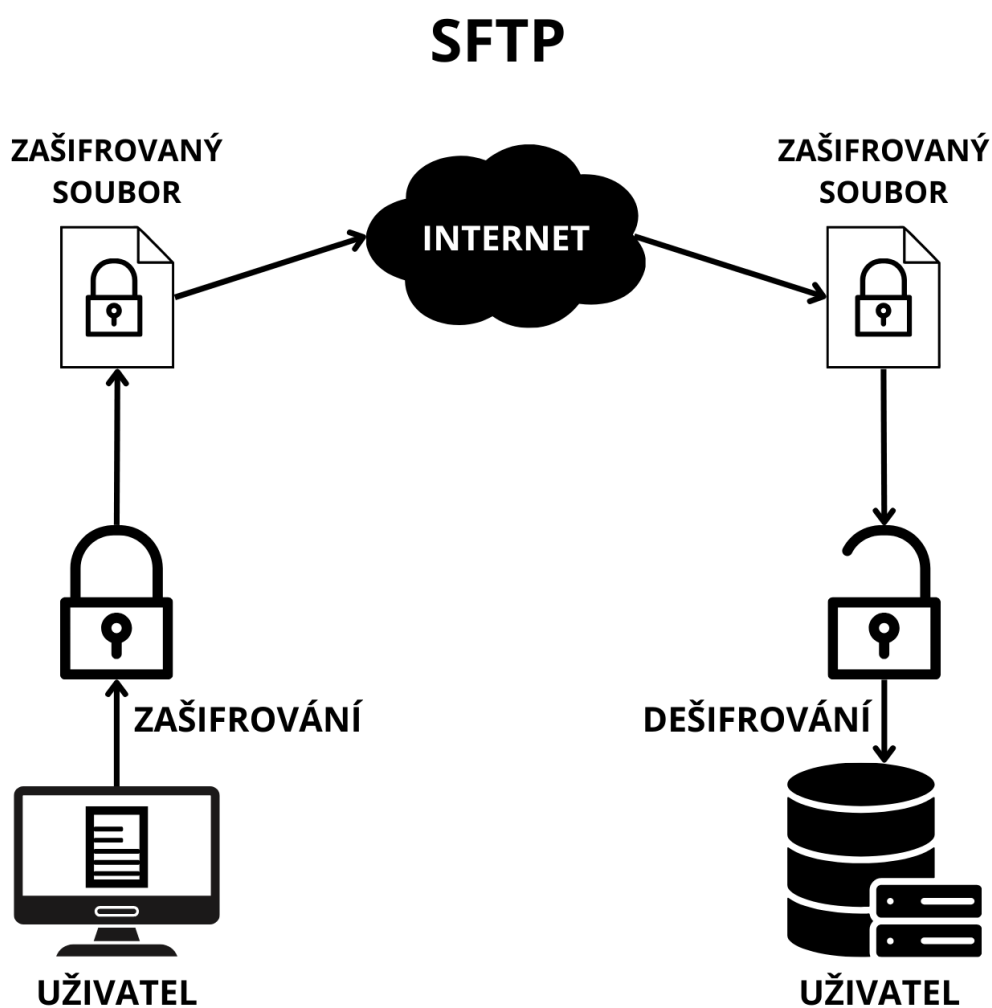 SFTP
ZAŠIFROVANÝ
SOUBOR
INTERNET
ZAŠIFROVANÝ
SOUBOR
ZAŠIFROVÁNÍ
DEŠIFROVÁNÍ
UŽIVATEL
UŽIVATEL